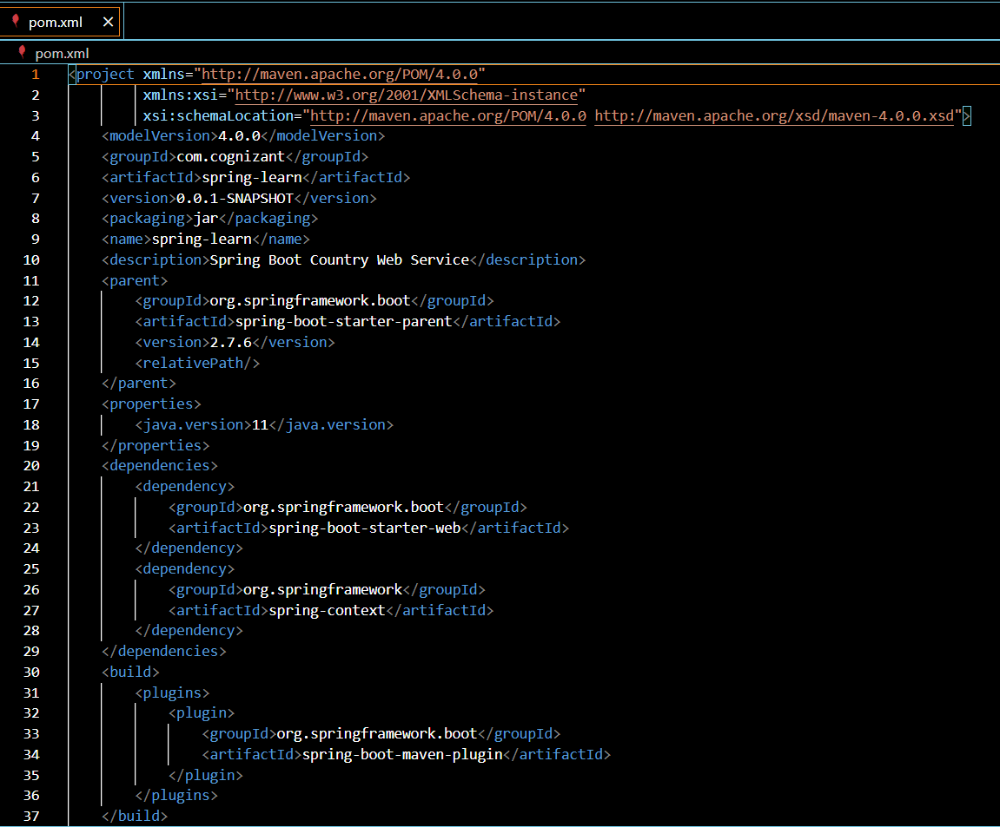 pom.xml ×
pom.xml
1 <project xmlns="http://maven.apache.org/POM/4.0.0"
2 xmlns:xsi="http://www.w3.org/2001/XMLSchema-instance"
3 xsi:schemaLocation="http://maven.apache.org/POM/4.0.0 http://maven.apache.org/xsd/maven-4.0.0.xsd">
4 <modelVersion>4.0.0</modelVersion>
5 <groupId>com.cognizant</groupId>
6 <artifactId>spring-learn</artifactId>
7 <version>0.0.1-SNAPSHOT</version>
8 <packaging>jar</packaging>
9 <name>spring-learn</name>
10 <description>Spring Boot Country Web Service</description>
11 <parent>
12 <groupId>org.springframework.boot</groupId>
13 <artifactId>spring-boot-starter-parent</artifactId>
14 <version>2.7.6</version>
15 <relativePath/>
16 </parent>
17 <properties>
18 <java.version>11</java.version>
19 </properties>
20 <dependencies>
21 <dependency>
22 <groupId>org.springframework.boot</groupId>
23 <artifactId>spring-boot-starter-web</artifactId>
24 </dependency>
25 <dependency>
26 <groupId>org.springframework</groupId>
27 <artifactId>spring-context</artifactId>
28 </dependency>
29 </dependencies>
30 <build>
31 <plugins>
32 <plugin>
33 <groupId>org.springframework.boot</groupId>
34 <artifactId>spring-boot-maven-plugin</artifactId>
35 </plugin>
36 </plugins>
37 </build>